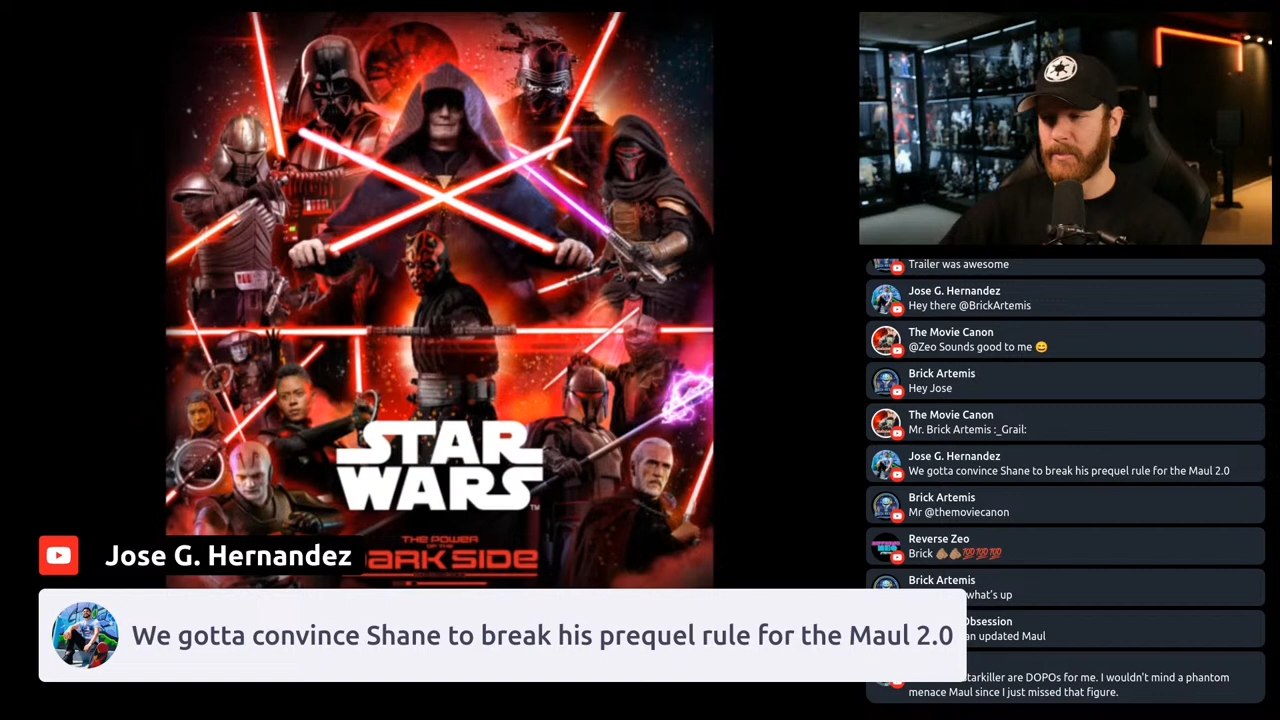 STAR
WARS
TM
THE POWER
OF THE
DARK SIDE
Jose G. Hernandez
We gotta convince Shane to break his prequel rule for the Maul 2.0
Trailer was awesome
Jose G. Hernandez
Hey there @BrickArtemis
The Movie Canon
@Zeo Sounds good to me 😄
Brick Artemis
Hey Jose
The Movie Canon
Mr. Brick Artemis :_Grail:
Jose G. Hernandez
We gotta convince Shane to break his prequel rule for the Maul 2.0
Brick Artemis
Mr @themoviecanon
Reverse Zeo
Brick 👊🏽👊🏽💯💯💯
Brick Artemis
what's up
Obsession
an updated Maul
tarkiller are DOPOs for me. I wouldn't mind a phantom
menace Maul since I just missed that figure.